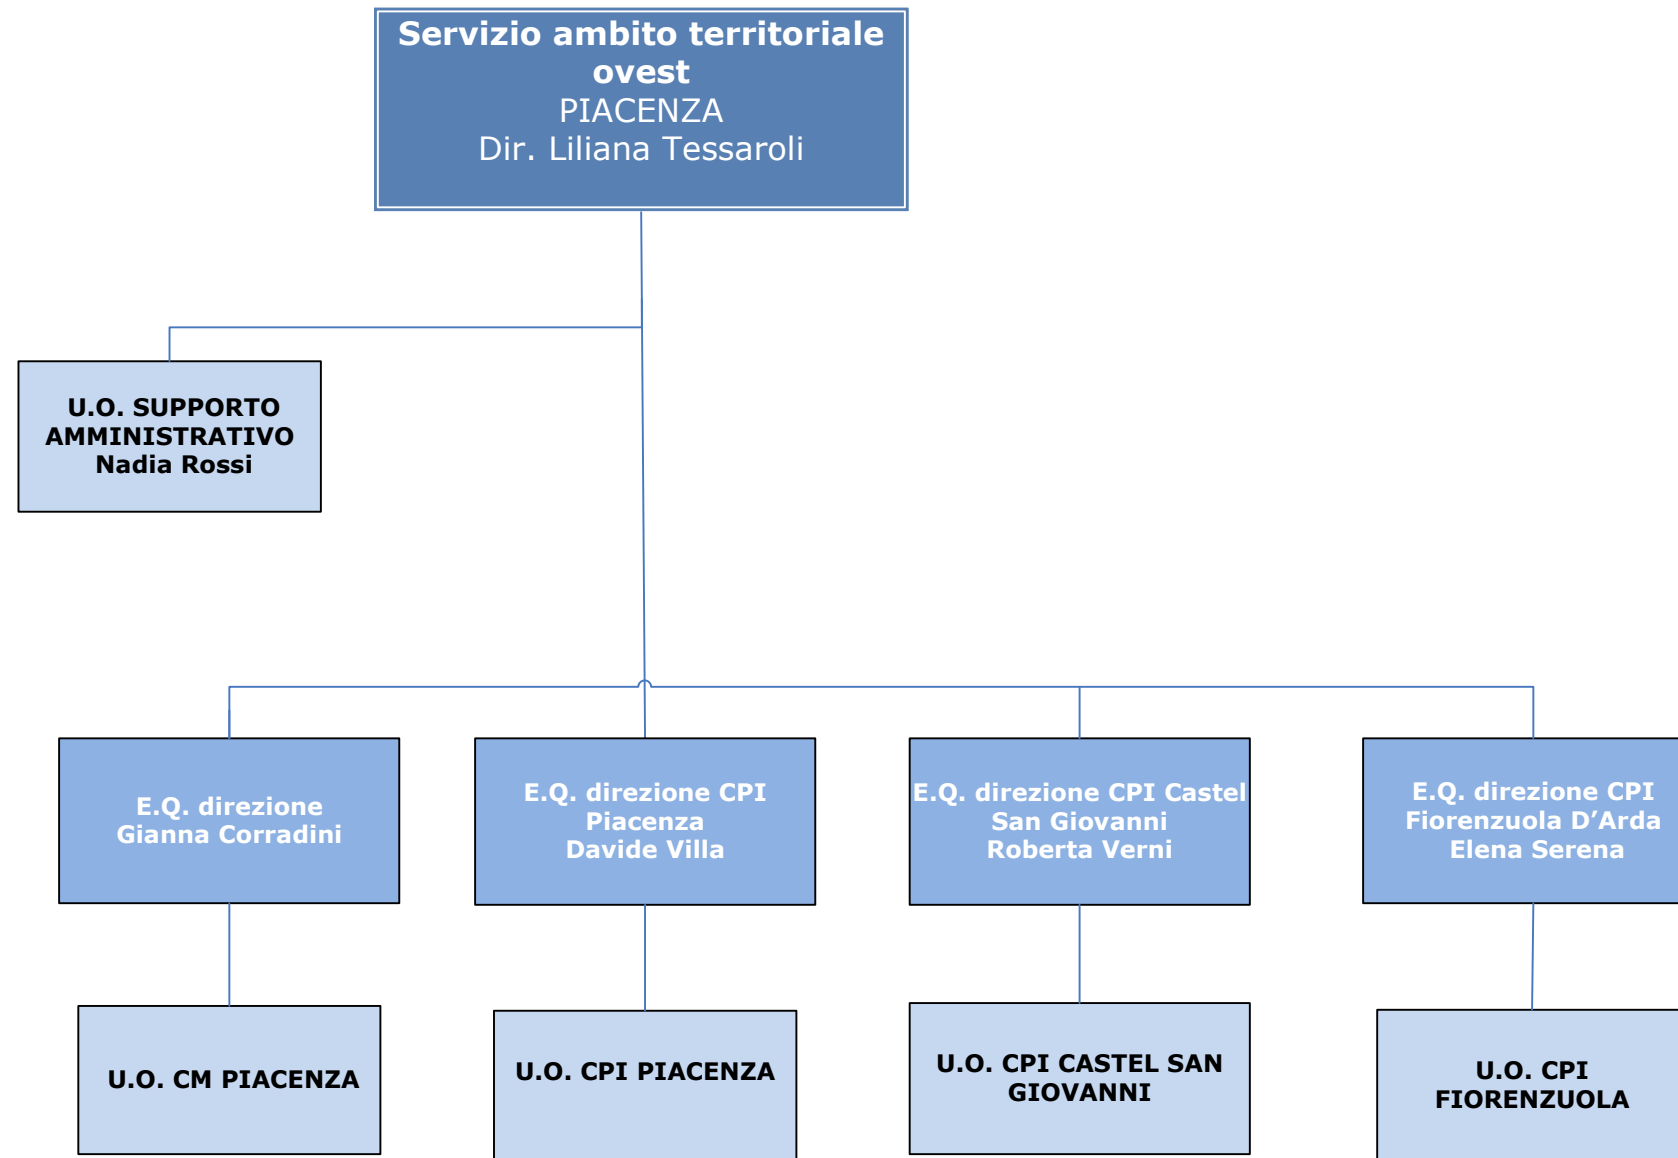 Servizio ambito territoriale
ovest
PIACENZA
Dir. Liliana Tessaroli
U.O. SUPPORTO
AMMINISTRATIVO
Nadia Rossi
E.Q. direzione
Gianna Corradini
E.Q. direzione CPI
Piacenza
Davide Villa
E.Q. direzione CPI Castel
San Giovanni
Roberta Verni
E.Q. direzione CPI
Fiorenzuola D’Arda
Elena Serena
U.O. CM PIACENZA
U.O. CPI PIACENZA
U.O. CPI CASTEL SAN
GIOVANNI
U.O. CPI
FIORENZUOLA